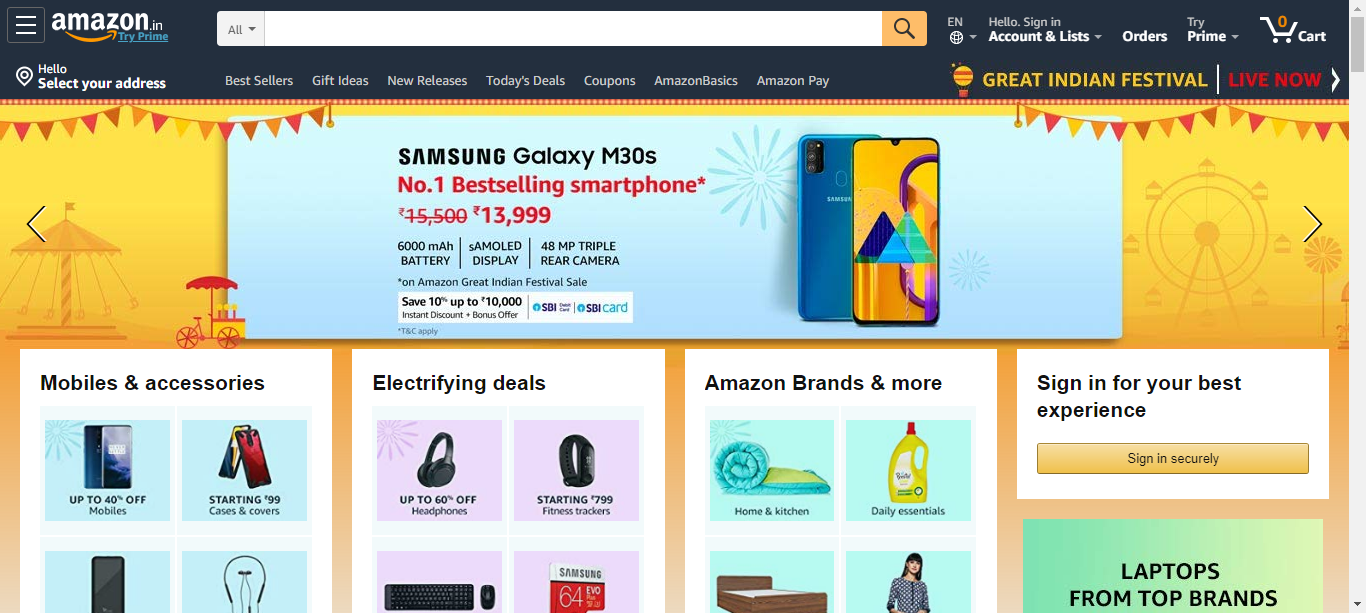 amazon.in
Try Prime
All
EN
Hello. Sign in
Account & Lists
Orders
Try
Prime
0
Cart
Hello
Select your address
Best Sellers
Gift Ideas
New Releases
Today's Deals
Coupons
AmazonBasics
Amazon Pay
GREAT INDIAN FESTIVAL | LIVE NOW
SAMSUNG Galaxy M30s
No.1 Bestselling smartphone*
₹15,500 ₹13,999
6000 mAh
BATTERY
sAMOLED
DISPLAY
48 MP TRIPLE
REAR CAMERA
*on Amazon Great Indian Festival Sale
Save 10% up to ₹10,000
Instant Discount + Bonus Offer
SBI Debit Card
SBI card
*T&C apply
SAMSUNG
Mobiles & accessories
UP TO 40% OFF
Mobiles
STARTING ₹99
Cases & covers
Electrifying deals
UP TO 60% OFF
Headphones
STARTING ₹799
Fitness trackers
SAMSUNG
64 EVO
Plus
Amazon Brands & more
Home & kitchen
Daily essentials
Sign in for your best
experience
Sign in securely
LAPTOPS
FROM TOP BRANDS